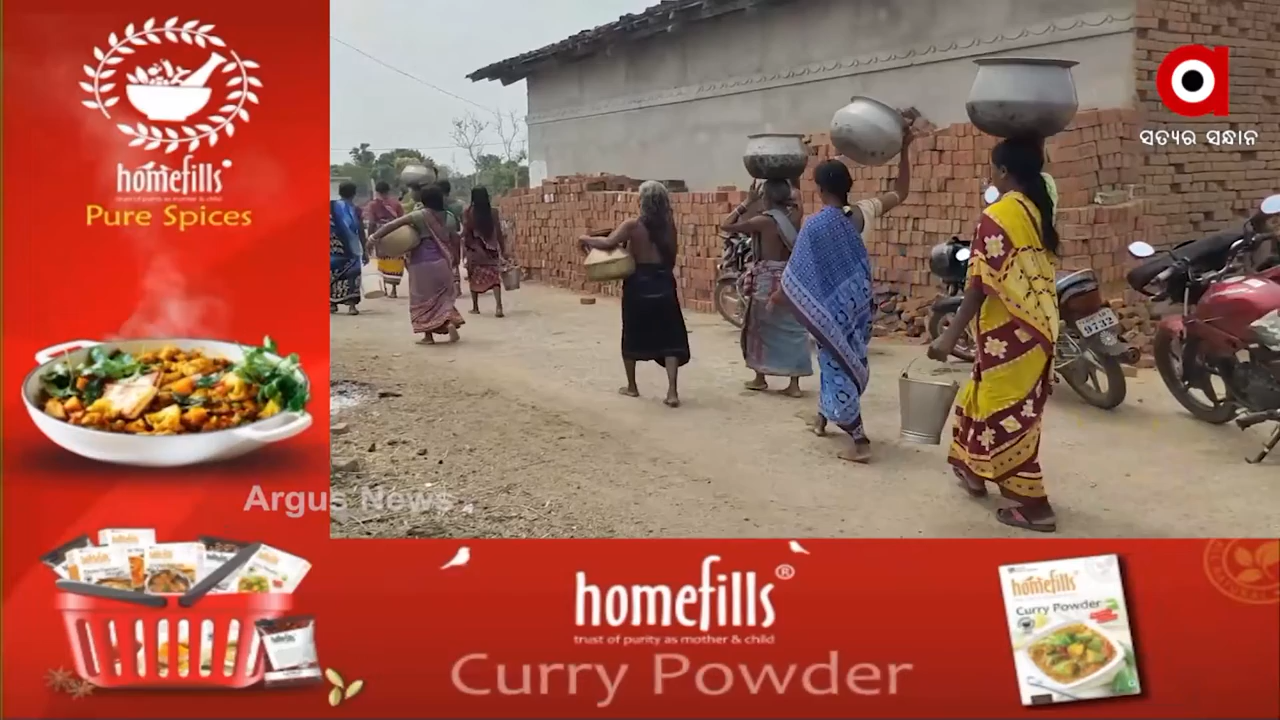 homefills
trust of purity as mother & child
Pure Spices
ସତ୍ୟର ସନ୍ଧାନ
9732
Argus News
homefills®
trust of purity as mother & child
Curry Powder
homefills
Curry Powder